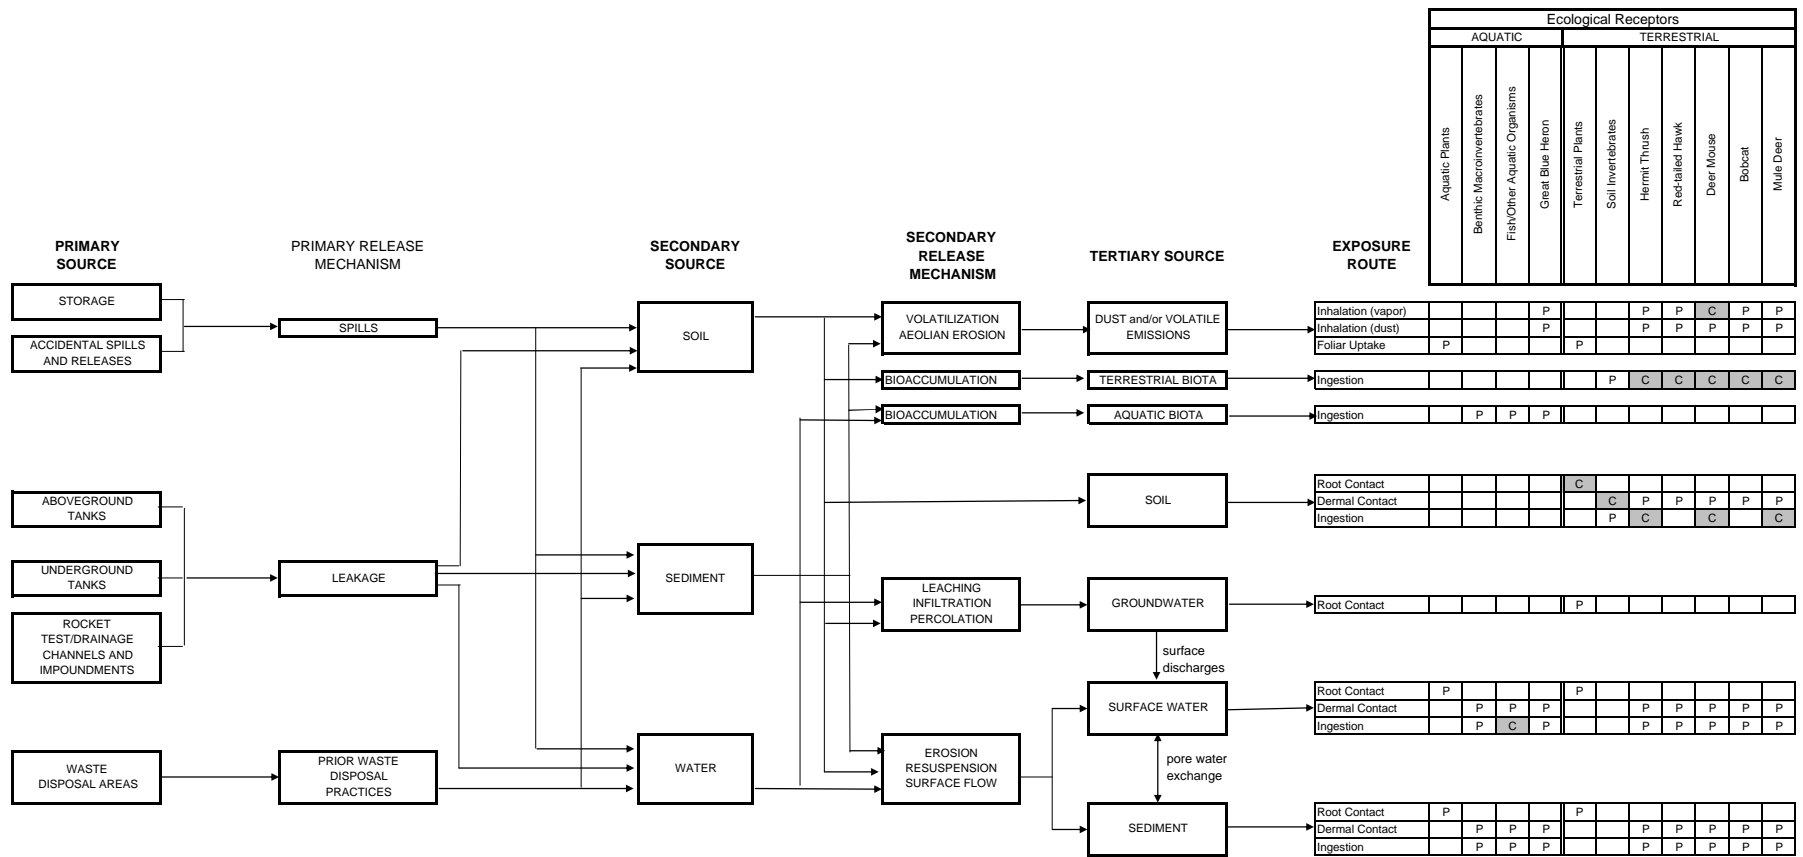 Ecological Receptors
AQUATIC
TERRESTRIAL
Aquatic Plants
Benthic Macroinvertebrates
Fish/Other Aquatic Organisms
Great Blue Heron
Terrestrial Plants
Soil Invertebrates
Hermit Thrush
Red-tailed Hawk
Deer Mouse
Bobcat
Mule Deer
PRIMARY
SOURCE
PRIMARY RELEASE
MECHANISM
SECONDARY
SOURCE
SECONDARY
RELEASE
MECHANISM
TERTIARY SOURCE
EXPOSURE
ROUTE
STORAGE
ACCIDENTAL SPILLS
AND RELEASES
SPILLS
SOIL
VOLATILIZATION
AEOLIAN EROSION
DUST and/or VOLATILE
EMISSIONS
Inhalation (vapor) P P P C P P
Inhalation (dust) P P P P P P
Foliar Uptake P P
BIOACCUMULATION
TERRESTRIAL BIOTA
Ingestion P C C C C C
BIOACCUMULATION
AQUATIC BIOTA
Ingestion P P P
ABOVEGROUND
TANKS
SOIL
Root Contact C
Dermal Contact C P P P P P
Ingestion P C C C
UNDERGROUND
TANKS
LEAKAGE
SEDIMENT
LEACHING
INFILTRATION
PERCOLATION
GROUNDWATER
Root Contact P
ROCKET
TEST/DRAINAGE
CHANNELS AND
IMPOUNDMENTS
surface
discharges
SURFACE WATER
Root Contact P P
Dermal Contact P P P P P P P P
Ingestion P C P P P P P P
WASTE
DISPOSAL AREAS
PRIOR WASTE
DISPOSAL
PRACTICES
WATER
EROSION
RESUSPENSION
SURFACE FLOW
pore water
exchange
SEDIMENT
Root Contact P P
Dermal Contact P P P P P P P P
Ingestion P P P P P P P P